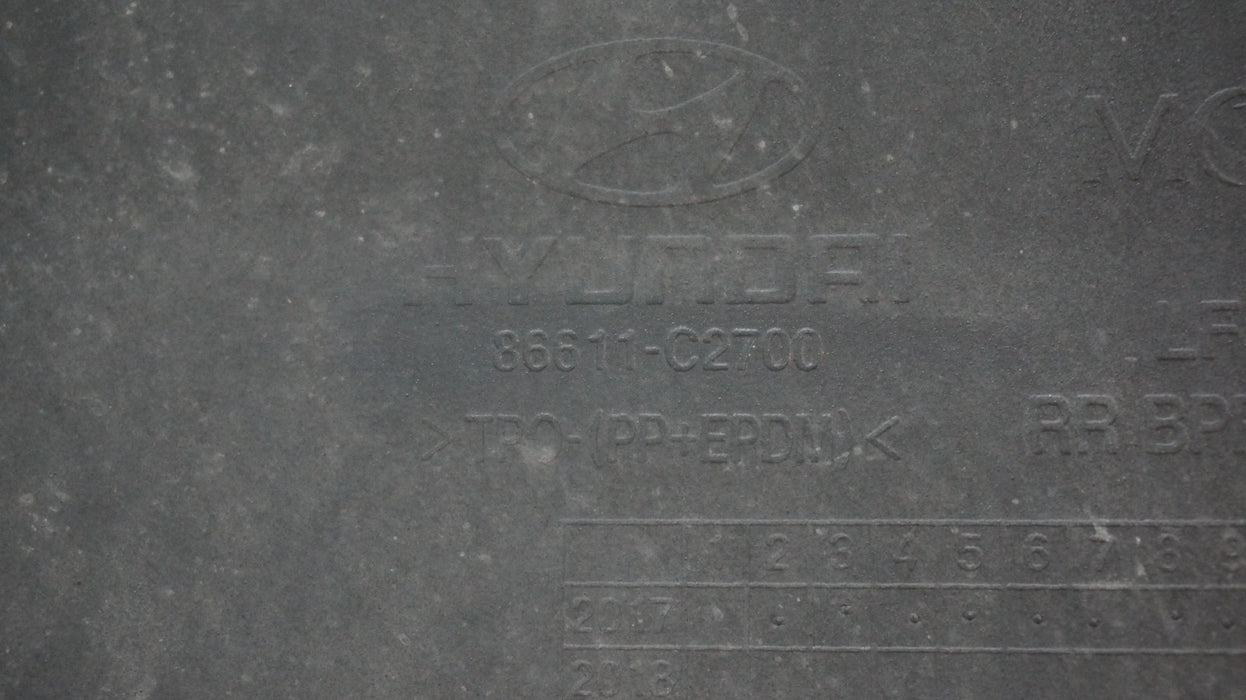 HYUNDAI
86611-C2700
>TPO-(PP+EPDM)<
RR BP
1 2 3 4 5 6 7 8 9
2017
2018